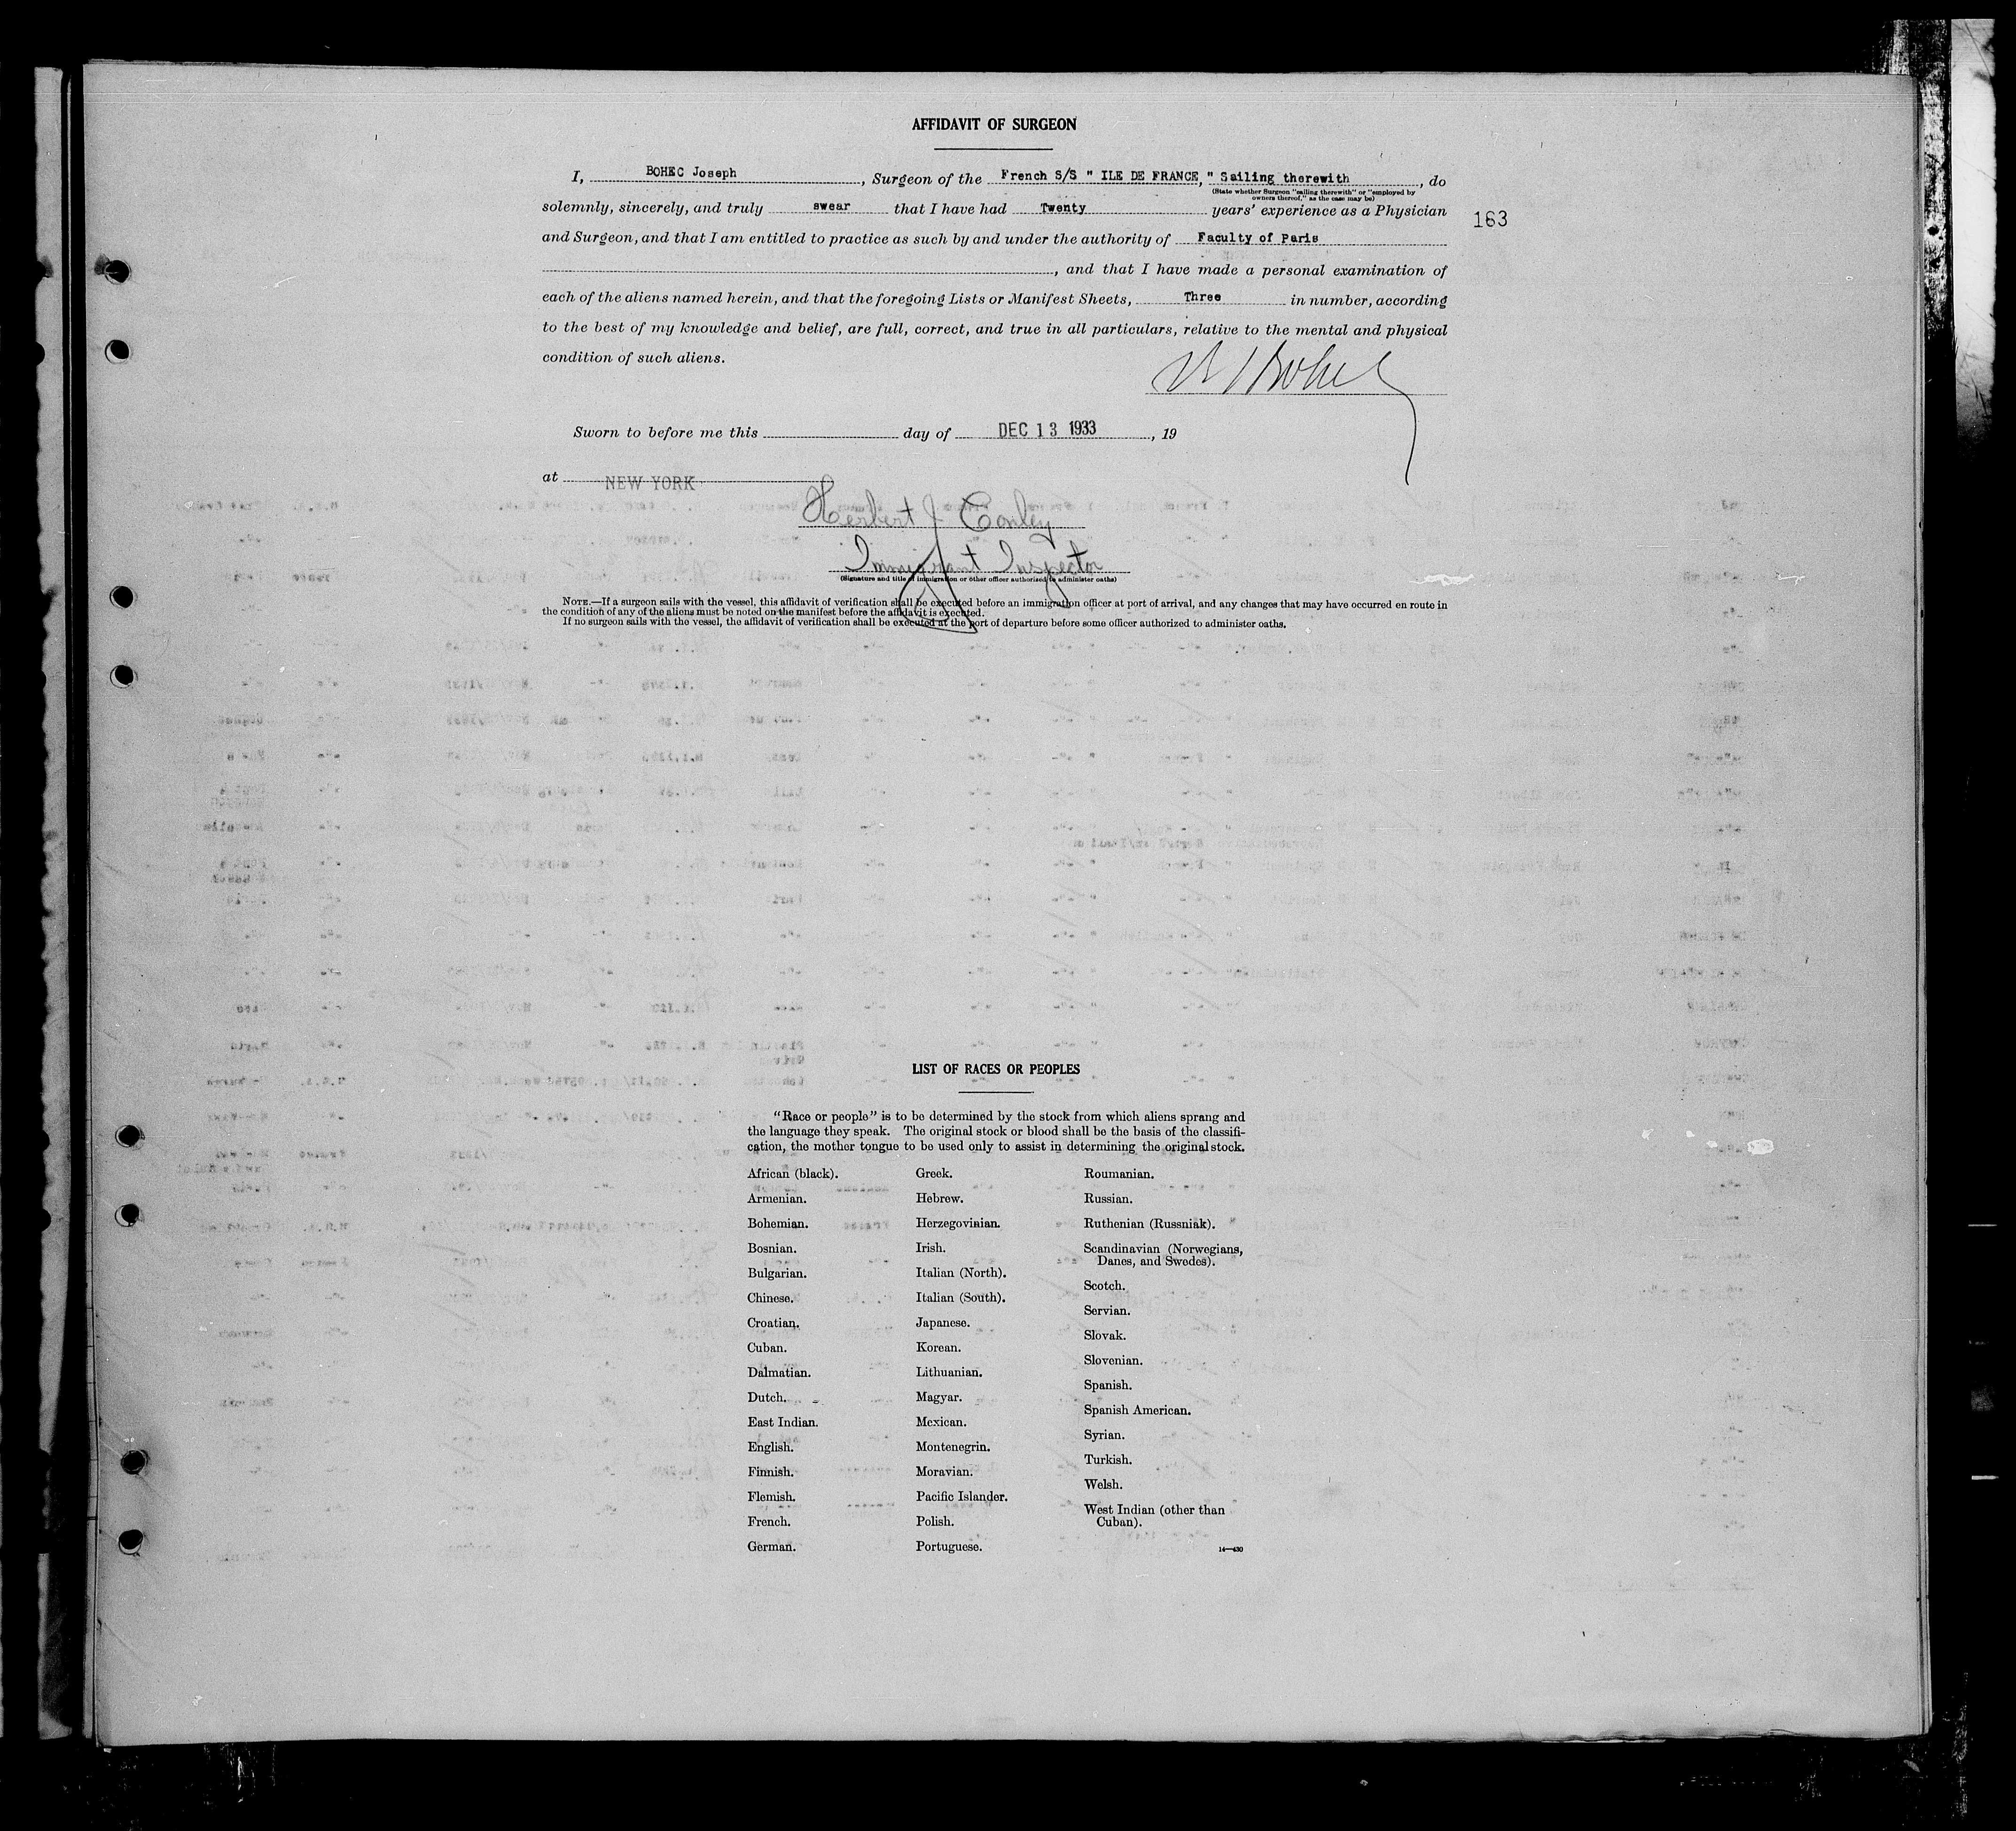 AFFIDAVIT OF SURGEON
I, BOHEC Joseph, Surgeon of the French S/S " ILE DE FRANCE, " Sailing therewith, do
(State whether Surgeon "sailing therewith" or "employed by
owners thereof," as the case may be)
solemnly, sincerely, and truly swear that I have had Twenty years' experience as a Physician
163
and Surgeon, and that I am entitled to practice as such by and under the authority of Faculty of Paris
, and that I have made a personal examination of
each of the aliens named herein, and that the foregoing Lists or Manifest Sheets, Three in number, according
to the best of my knowledge and belief, are full, correct, and true in all particulars, relative to the mental and physical
condition of such aliens.
Bohec
Sworn to before me this day of DEC 13 1933, 19
at NEW YORK
Herbert J Conley
Immigrant Inspector
(Signature and title of immigration or other officer authorized to administer oaths)
NOTE.—If a surgeon sails with the vessel, this affidavit of verification shall be executed before an immigration officer at port of arrival, and any changes that may have occurred en route in
the condition of any of the aliens must be noted on the manifest before the affidavit is executed.
If no surgeon sails with the vessel, the affidavit of verification shall be executed at the port of departure before some officer authorized to administer oaths.
LIST OF RACES OR PEOPLES
"Race or people" is to be determined by the stock from which aliens sprang and
the language they speak. The original stock or blood shall be the basis of the classifi-
cation, the mother tongue to be used only to assist in determining the original stock.
African (black).
Armenian.
Bohemian.
Bosnian.
Bulgarian.
Chinese.
Croatian.
Cuban.
Dalmatian.
Dutch.
East Indian.
English.
Finnish.
Flemish.
French.
German.
Greek.
Hebrew.
Herzegovinian.
Irish.
Italian (North).
Italian (South).
Japanese.
Korean.
Lithuanian.
Magyar.
Mexican.
Montenegrin.
Moravian.
Pacific Islander.
Polish.
Portuguese.
Roumanian.
Russian.
Ruthenian (Russniak).
Scandinavian (Norwegians,
Danes, and Swedes).
Scotch.
Servian.
Slovak.
Slovenian.
Spanish.
Spanish American.
Syrian.
Turkish.
Welsh.
West Indian (other than
Cuban).
14—430